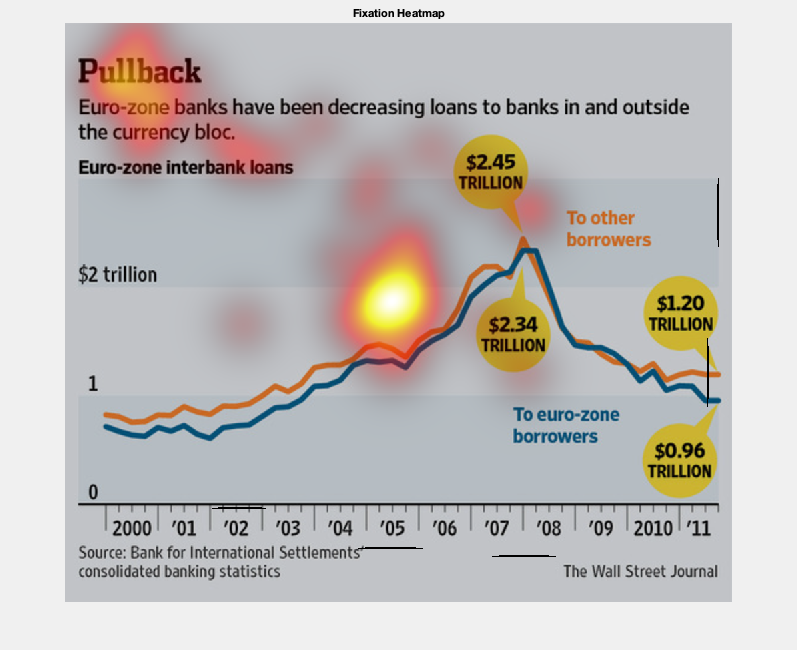 Fixation Heatmap
Pullback
Euro-zone banks have been decreasing loans to banks in and outside
the currency bloc.
Euro-zone interbank loans
$2.45
TRILLION
To other
borrowers
$2 trillion
$1.20
TRILLION
$2.34
TRILLION
1
To euro-zone
borrowers
$0.96
TRILLION
0
2000 '01 '02 '03 '04 '05 '06 '07 '08 '09 2010 '11
Source: Bank for International Settlements'
consolidated banking statistics
The Wall Street Journal